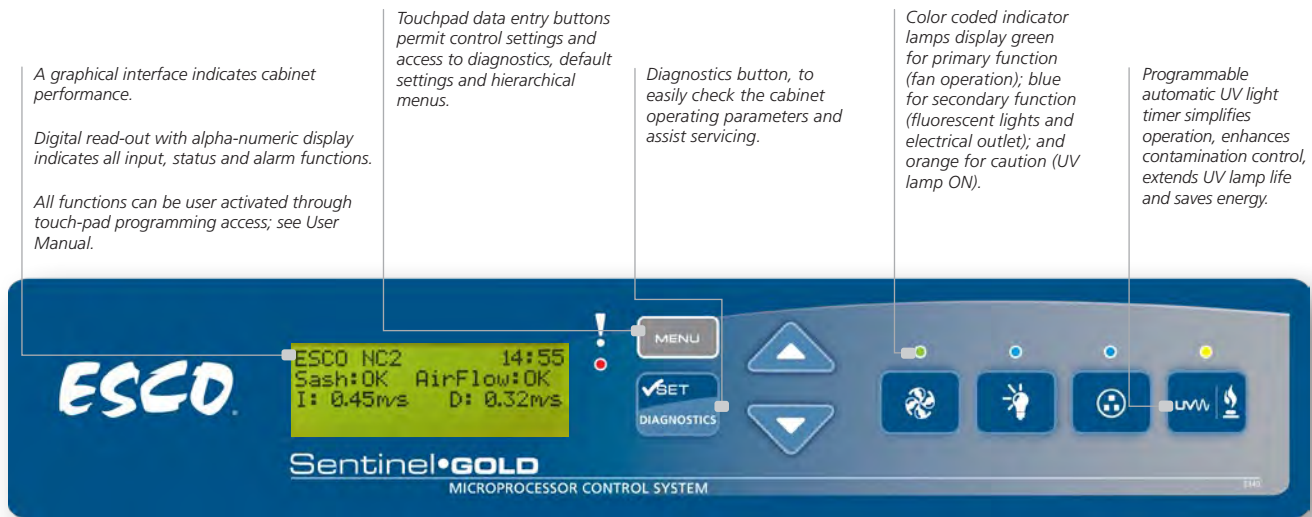 A graphical interface indicates cabinet
performance.
Digital read-out with alpha-numeric display
indicates all input, status and alarm functions.
All functions can be user activated through
touch-pad programming access; see User
Manual.
Touchpad data entry buttons
permit control settings and
access to diagnostics, default
settings and hierarchical
menus.
Diagnostics button, to
easily check the cabinet
operating parameters and
assist servicing.
Color coded indicator
lamps display green
for primary function
(fan operation); blue
for secondary function
(fluorescent lights and
electrical outlet); and
orange for caution (UV
lamp ON).
Programmable
automatic UV light
timer simplifies
operation, enhances
contamination control,
extends UV lamp life
and saves energy.
ESCO
ESCO NC2 14:55
Sash:OK AirFlow:OK
I: 0.45m/s D: 0.32m/s
!
MENU
SET
DIAGNOSTICS
UV
Sentinel•GOLD
MICROPROCESSOR CONTROL SYSTEM